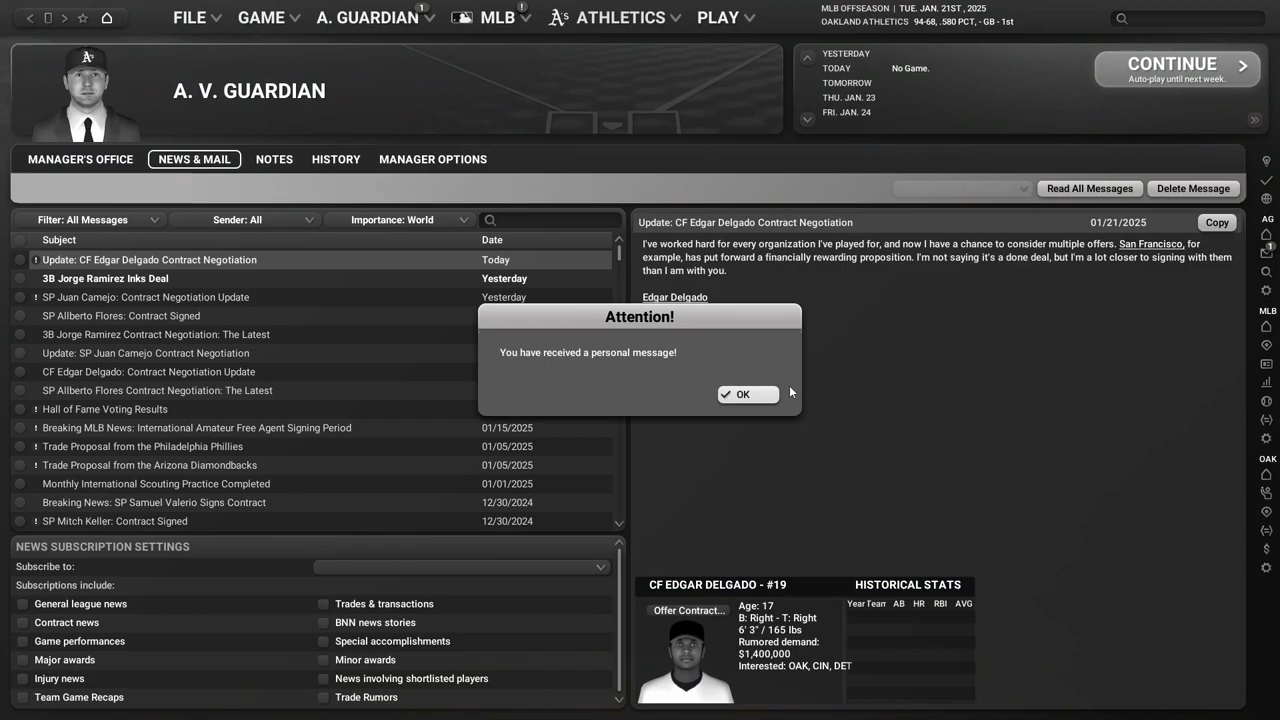 FILE
GAME
A. GUARDIAN
1
MLB
!
A's
ATHLETICS
PLAY
MLB OFFSEASON | TUE. JAN. 21ST , 2025
OAKLAND ATHLETICS 94-68, .580 PCT, - GB - 1st
A. V. GUARDIAN
YESTERDAY
TODAY No Game.
TOMORROW
THU. JAN. 23
FRI. JAN. 24
CONTINUE
Auto-play until next week.
MANAGER'S OFFICE
NEWS & MAIL
NOTES
HISTORY
MANAGER OPTIONS
Read All Messages
Delete Message
Filter: All Messages
Sender: All
Importance: World
Subject Date
! Update: CF Edgar Delgado Contract Negotiation Today
3B Jorge Ramirez Inks Deal Yesterday
! SP Juan Camejo: Contract Negotiation Update Yesterday
SP Allberto Flores: Contract Signed
3B Jorge Ramirez Contract Negotiation: The Latest
Update: SP Juan Camejo Contract Negotiation
CF Edgar Delgado: Contract Negotiation Update
SP Allberto Flores Contract Negotiation: The Latest
! Hall of Fame Voting Results
! Breaking MLB News: International Amateur Free Agent Signing Period 01/15/2025
! Trade Proposal from the Philadelphia Phillies 01/05/2025
! Trade Proposal from the Arizona Diamondbacks 01/05/2025
Monthly International Scouting Practice Completed 01/01/2025
Breaking News: SP Samuel Valerio Signs Contract 12/30/2024
! SP Mitch Keller: Contract Signed 12/30/2024
Update: CF Edgar Delgado Contract Negotiation 01/21/2025
Copy
I've worked hard for every organization I've played for, and now I have a chance to consider multiple offers. San Francisco, for
example, has put forward a financially rewarding proposition. I'm not saying it's a done deal, but I'm a lot closer to signing with them
than I am with you.
Edgar Delgado
Attention!
You have received a personal message!
OK
NEWS SUBSCRIPTION SETTINGS
Subscribe to:
Subscriptions include:
General league news
Trades & transactions
Contract news
BNN news stories
Game performances
Special accomplishments
Major awards
Minor awards
Injury news
News involving shortlisted players
Team Game Recaps
Trade Rumors
CF EDGAR DELGADO - #19
Offer Contract...
Age: 17
B: Right - T: Right
6' 3" / 165 lbs
Rumored demand:
$1,400,000
Interested: OAK, CIN, DET
HISTORICAL STATS
Year Team AB HR RBI AVG
AG
1
MLB
OAK